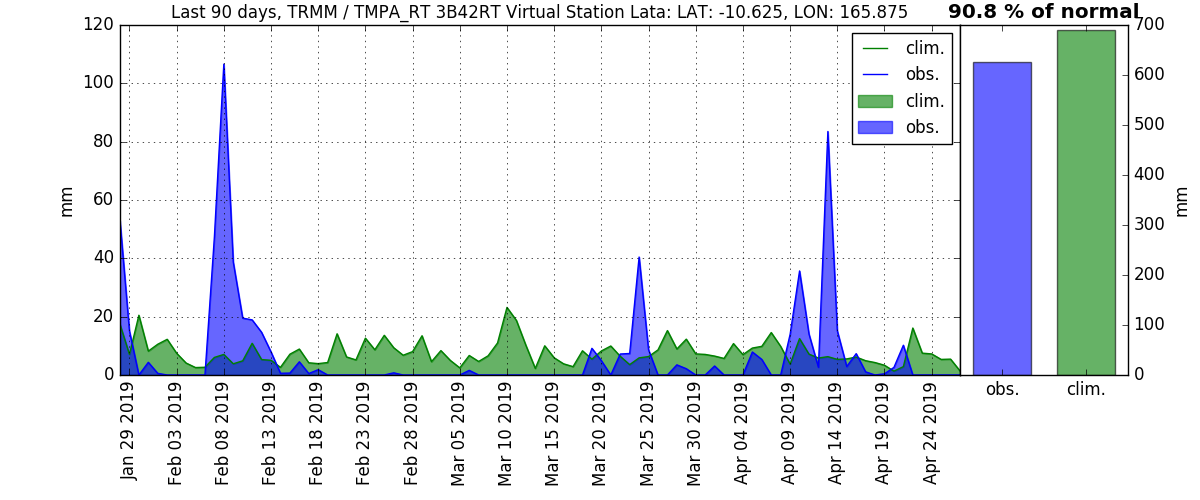 Last 90 days, TRMM / TMPA_RT 3B42RT Virtual Station Lata: LAT: -10.625, LON: 165.875
90.8 % of normal
120
100
80
60
40
20
0
mm
clim.
obs.
clim.
obs.
700
600
500
400
300
200
100
0
mm
obs.
clim.
Jan 29 2019
Feb 03 2019
Feb 08 2019
Feb 13 2019
Feb 18 2019
Feb 23 2019
Feb 28 2019
Mar 05 2019
Mar 10 2019
Mar 15 2019
Mar 20 2019
Mar 25 2019
Mar 30 2019
Apr 04 2019
Apr 09 2019
Apr 14 2019
Apr 19 2019
Apr 24 2019